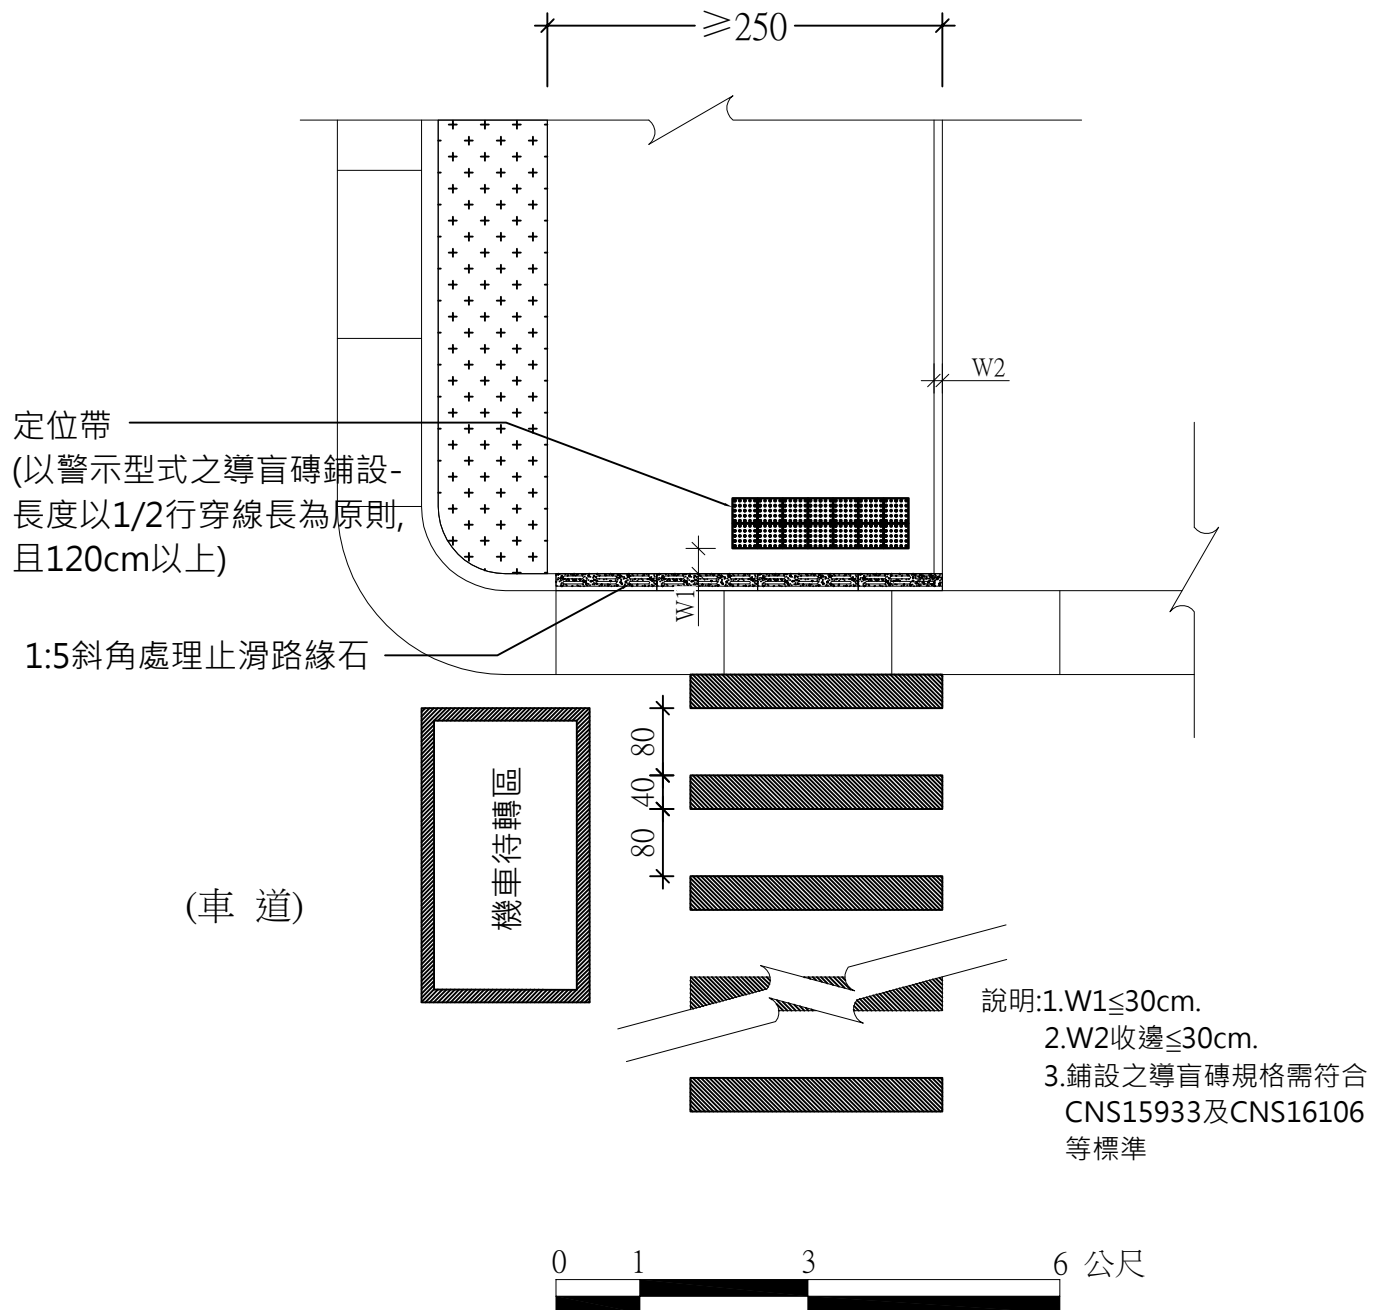 ≥250
W2
定位帶
(以警示型式之導盲磚鋪設-
長度以1/2行穿線長為原則,
且120cm以上)
W1
1:5斜角處理止滑路緣石
80
40
80
機車待轉區
(車 道)
說明:1.W1≦30cm.
2.W2收邊≦30cm.
3.鋪設之導盲磚規格需符合
CNS15933及CNS16106
等標準
0 1 3 6 公尺